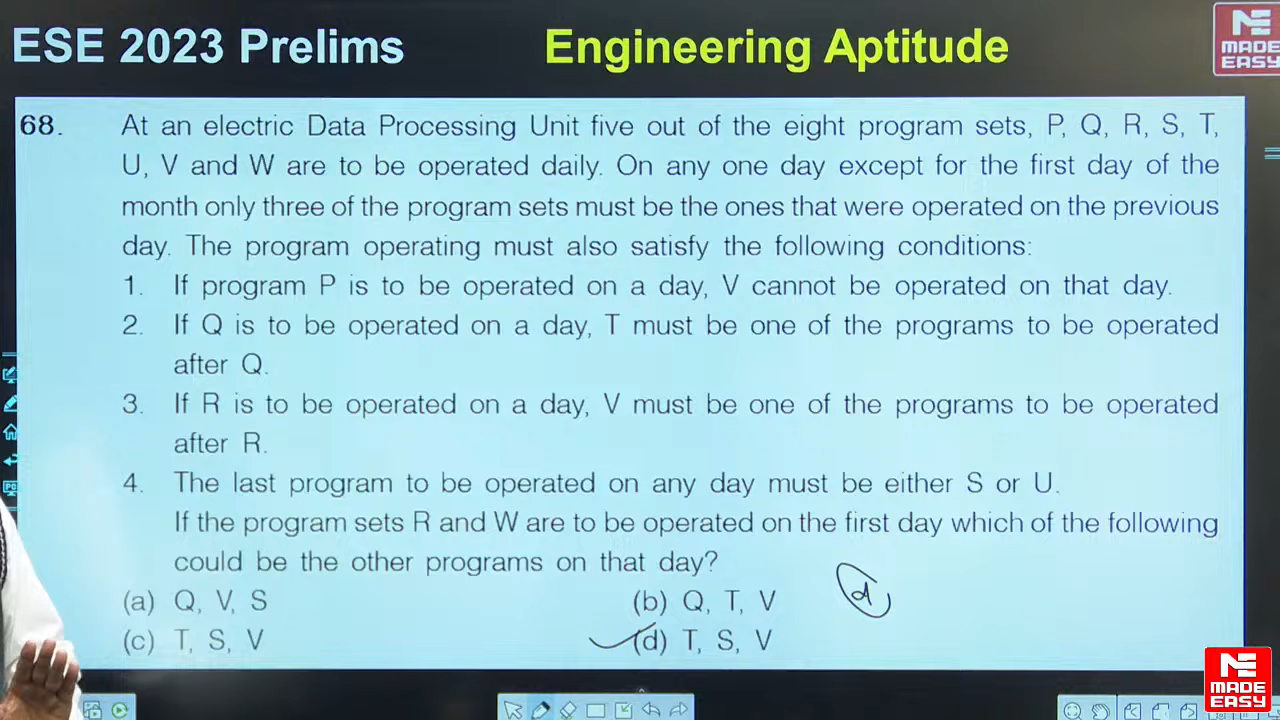 ESE 2023 Prelims Engineering Aptitude
NE
MADE
EASY
68. At an electric Data Processing Unit five out of the eight program sets, P, Q, R, S, T,
U, V and W are to be operated daily. On any one day except for the first day of the
month only three of the program sets must be the ones that were operated on the previous
day. The program operating must also satisfy the following conditions:
1. If program P is to be operated on a day, V cannot be operated on that day.
2. If Q is to be operated on a day, T must be one of the programs to be operated
after Q.
3. If R is to be operated on a day, V must be one of the programs to be operated
after R.
4. The last program to be operated on any day must be either S or U.
If the program sets R and W are to be operated on the first day which of the following
could be the other programs on that day?
(a) Q, V, S (b) Q, T, V
d
(c) T, S, V (d) T, S, V
NE
MADE
EASY